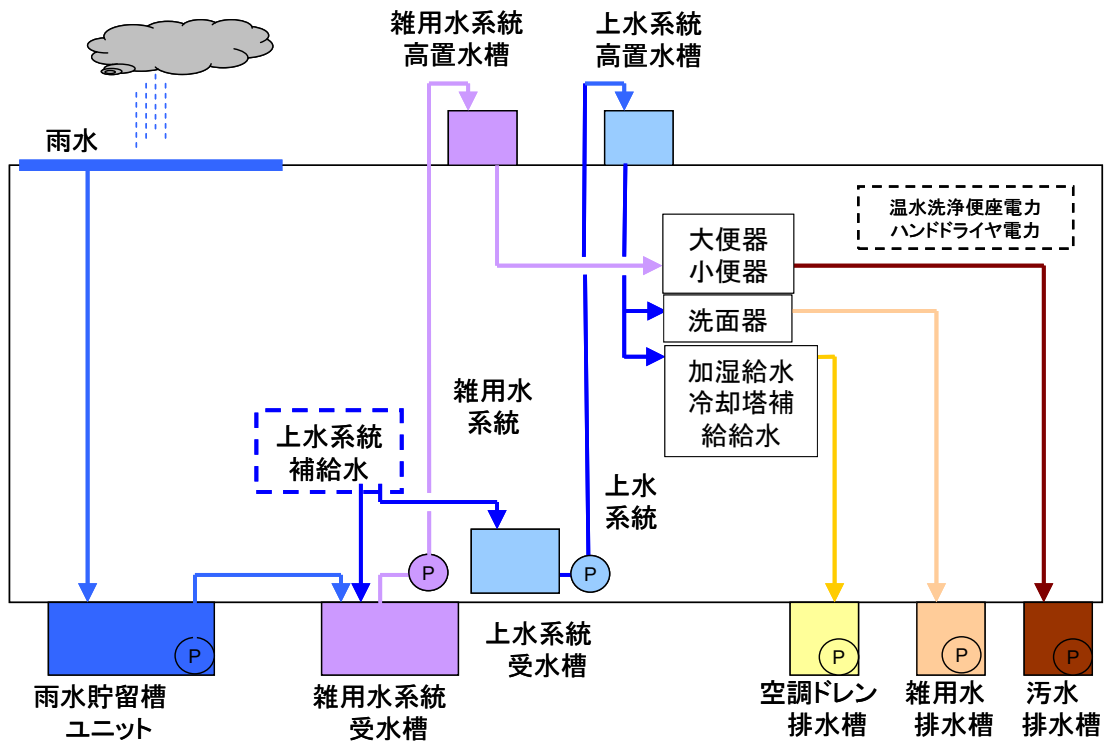 雑用水系統
高置水槽
上水系統
高置水槽
雨水
温水洗浄便座電力
ハンドドライヤ電力
大便器
小便器
洗面器
加湿給水
冷却塔補
給給水
雑用水
系統
上水系統
補給水
上水
系統
P
P
P
P
P
P
上水系統
受水槽
雨水貯留槽
ユニット
雑用水系統
受水槽
空調ドレン
排水槽
雑用水
排水槽
汚水
排水槽